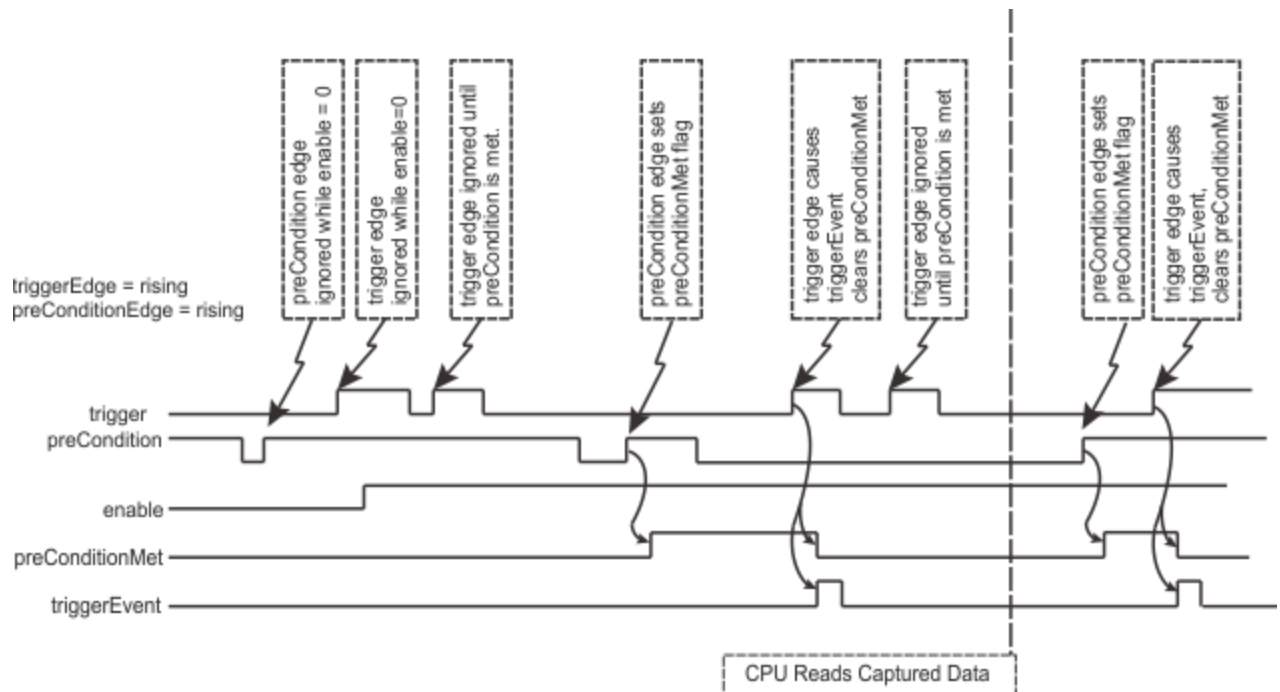 preCondition edge
ignored while enable = 0
trigger edge
ignored while enable=0
trigger edge ignored until
preCondition is met.
preCondition edge sets
preConditionMet flag
trigger edge causes
triggerEvent
clears preConditionMet
trigger edge ignored
until preCondition is met
preCondition edge sets
preConditionMet flag
trigger edge causes
triggerEvent,
clears preConditionMet
triggerEdge = rising
preConditionEdge = rising
trigger
preCondition
enable
preConditionMet
triggerEvent
CPU Reads Captured Data